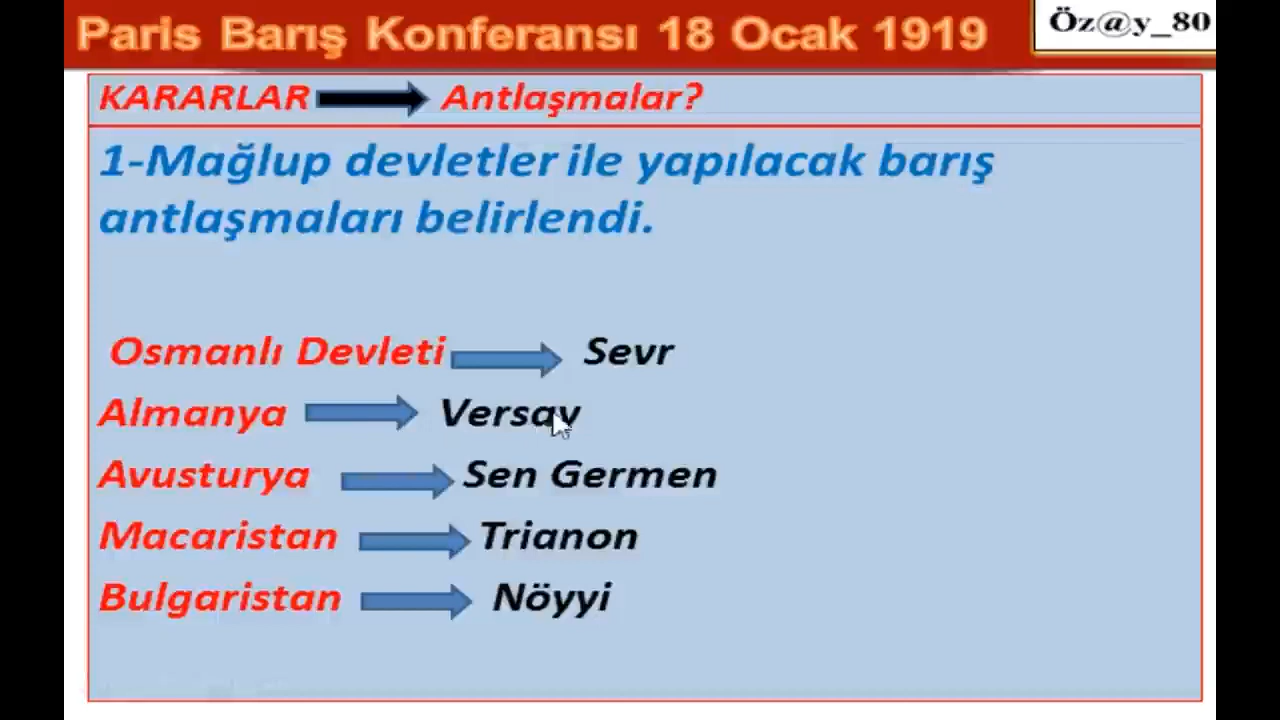 Paris Barış Konferansı 18 Ocak 1919
Öz@y_80
KARARLAR Antlaşmalar?
1-Mağlup devletler ile yapılacak barış
antlaşmaları belirlendi.
Osmanlı Devleti Sevr
Almanya Versay
Avusturya Sen Germen
Macaristan Trianon
Bulgaristan Nöyyi